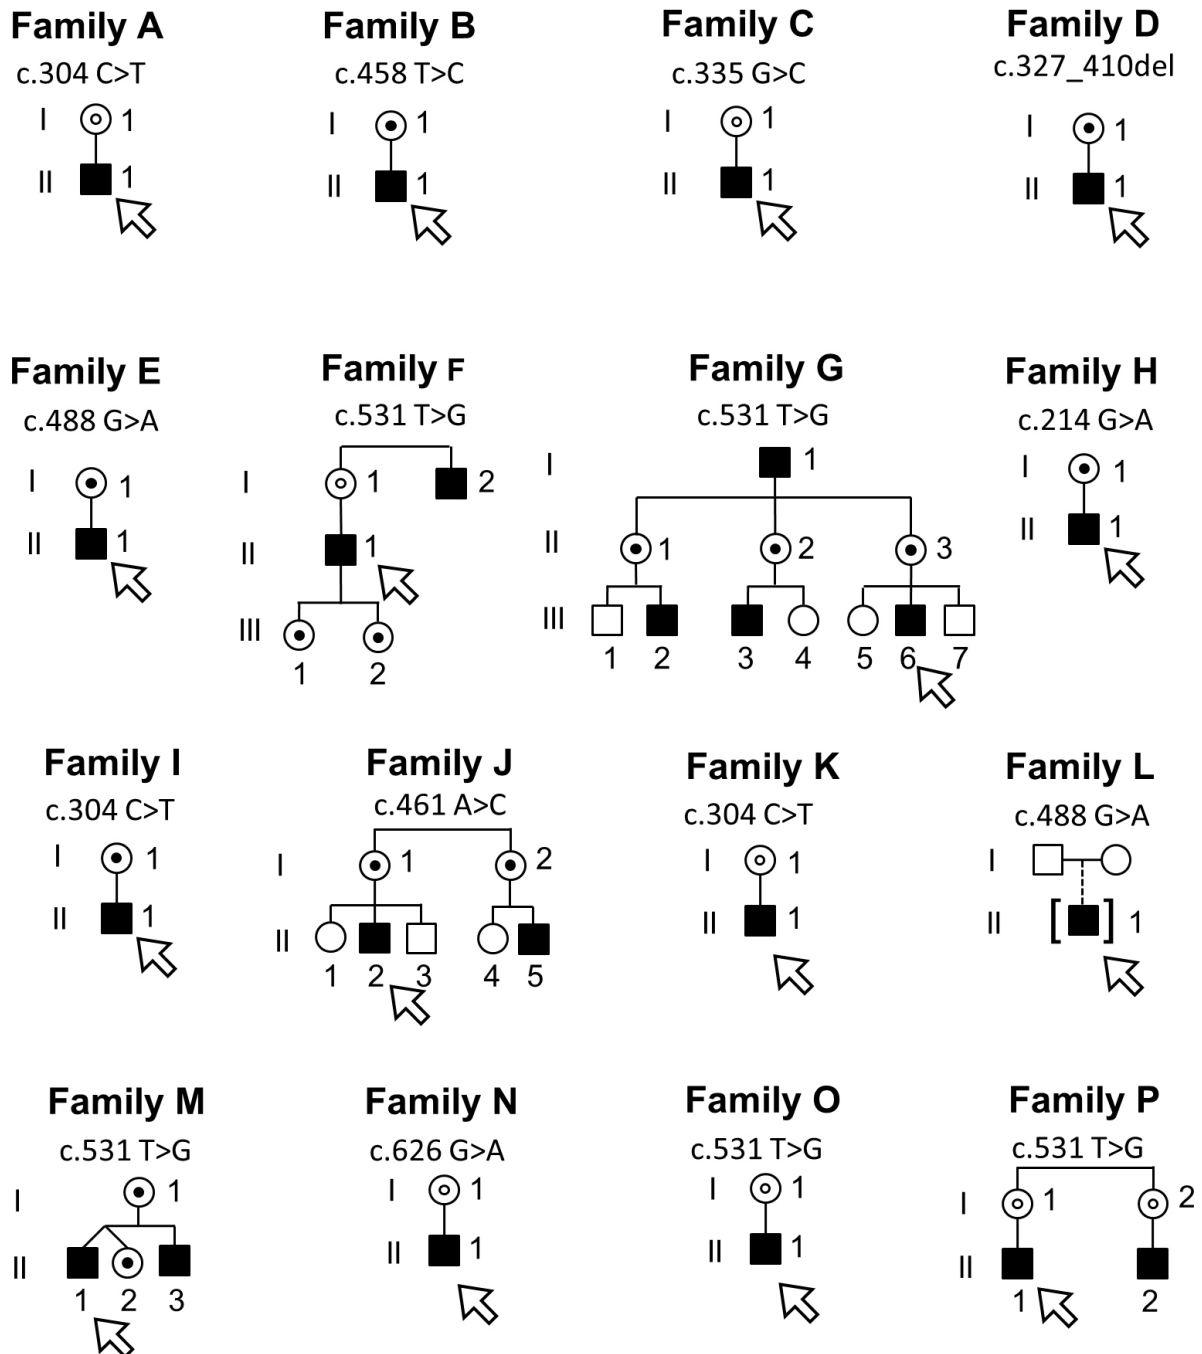 Family A
c.304 C>T
I 1
II 1
Family B
c.458 T>C
I 1
II 1
Family C
c.335 G>C
I 1
II 1
Family D
c.327_410del
I 1
II 1
Family E
c.488 G>A
I 1
II 1
Family F
c.531 T>G
I 1 2
II 1
III
1 2
Family G
c.531 T>G
I 1
II 1 2 3
III
1 2 3 4 5 6 7
Family H
c.214 G>A
I 1
II 1
Family I
c.304 C>T
I 1
II 1
Family J
c.461 A>C
I 1 2
II
1 2 3 4 5
Family K
c.304 C>T
I 1
II 1
Family L
c.488 G>A
I
II [ ] 1
Family M
c.531 T>G
I 1
II
1 2 3
Family N
c.626 G>A
I 1
II 1
Family O
c.531 T>G
I 1
II 1
Family P
c.531 T>G
I 1 2
II
1 2